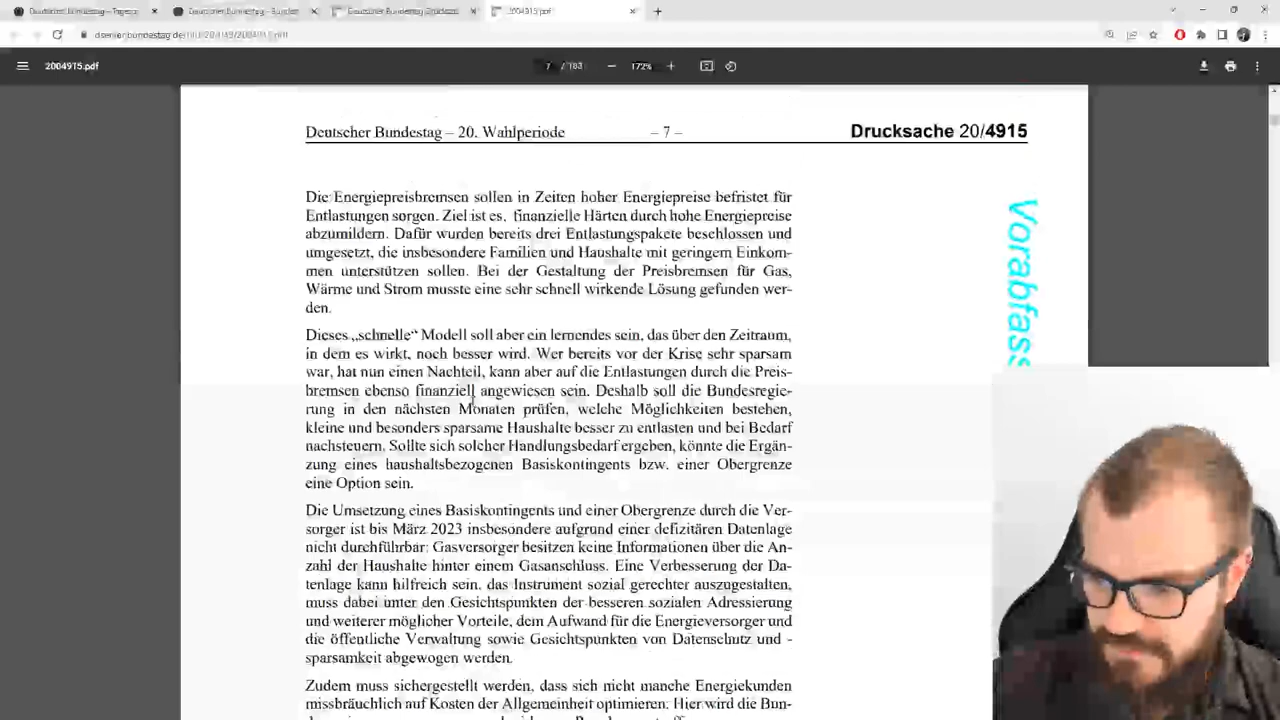 2004915.pdf
dserver.bundestag.de
2004915.pdf
7 / 183
172%
Deutscher Bundestag – 20. Wahlperiode
– 7 –
Drucksache 20/4915
Vorabfass
Die Energiepreisbremsen sollen in Zeiten hoher Energiepreise befristet für
Entlastungen sorgen. Ziel ist es, finanzielle Härten durch hohe Energiepreise
abzumildern. Dafür wurden bereits drei Entlastungspakete beschlossen und
umgesetzt, die insbesondere Familien und Haushalte mit geringem Einkom-
men unterstützen sollen. Bei der Gestaltung der Preisbremsen für Gas,
Wärme und Strom musste eine sehr schnell wirkende Lösung gefunden wer-
den.
Dieses „schnelle“ Modell soll aber ein lernendes sein, das über den Zeitraum,
in dem es wirkt, noch besser wird. Wer bereits vor der Krise sehr sparsam
war, hat nun einen Nachteil, kann aber auf die Entlastungen durch die Preis-
bremsen ebenso finanziell angewiesen sein. Deshalb soll die Bundesregie-
rung in den nächsten Monaten prüfen, welche Möglichkeiten bestehen,
kleine und besonders sparsame Haushalte besser zu entlasten und bei Bedarf
nachsteuern. Sollte sich solcher Handlungsbedarf ergeben, könnte die Ergän-
zung eines haushaltsbezogenen Basiskontingents bzw. einer Obergrenze
eine Option sein.
Die Umsetzung eines Basiskontingents und einer Obergrenze durch die Ver-
sorger ist bis März 2023 insbesondere aufgrund einer defizitären Datenlage
nicht durchführbar: Gasversorger besitzen keine Informationen über die An-
zahl der Haushalte hinter einem Gasanschluss. Eine Verbesserung der Da-
tenlage kann hilfreich sein, das Instrument sozial gerechter auszugestalten,
muss dabei unter den Gesichtspunkten der besseren sozialen Adressierung
und weiterer möglicher Vorteile, dem Aufwand für die Energieversorger und
die öffentliche Verwaltung sowie Gesichtspunkten von Datenschutz und -
sparsamkeit abgewogen werden.
Zudem muss sichergestellt werden, dass sich nicht manche Energiekunden
missbräuchlich auf Kosten der Allgemeinheit optimieren. Hier wird die Bun-